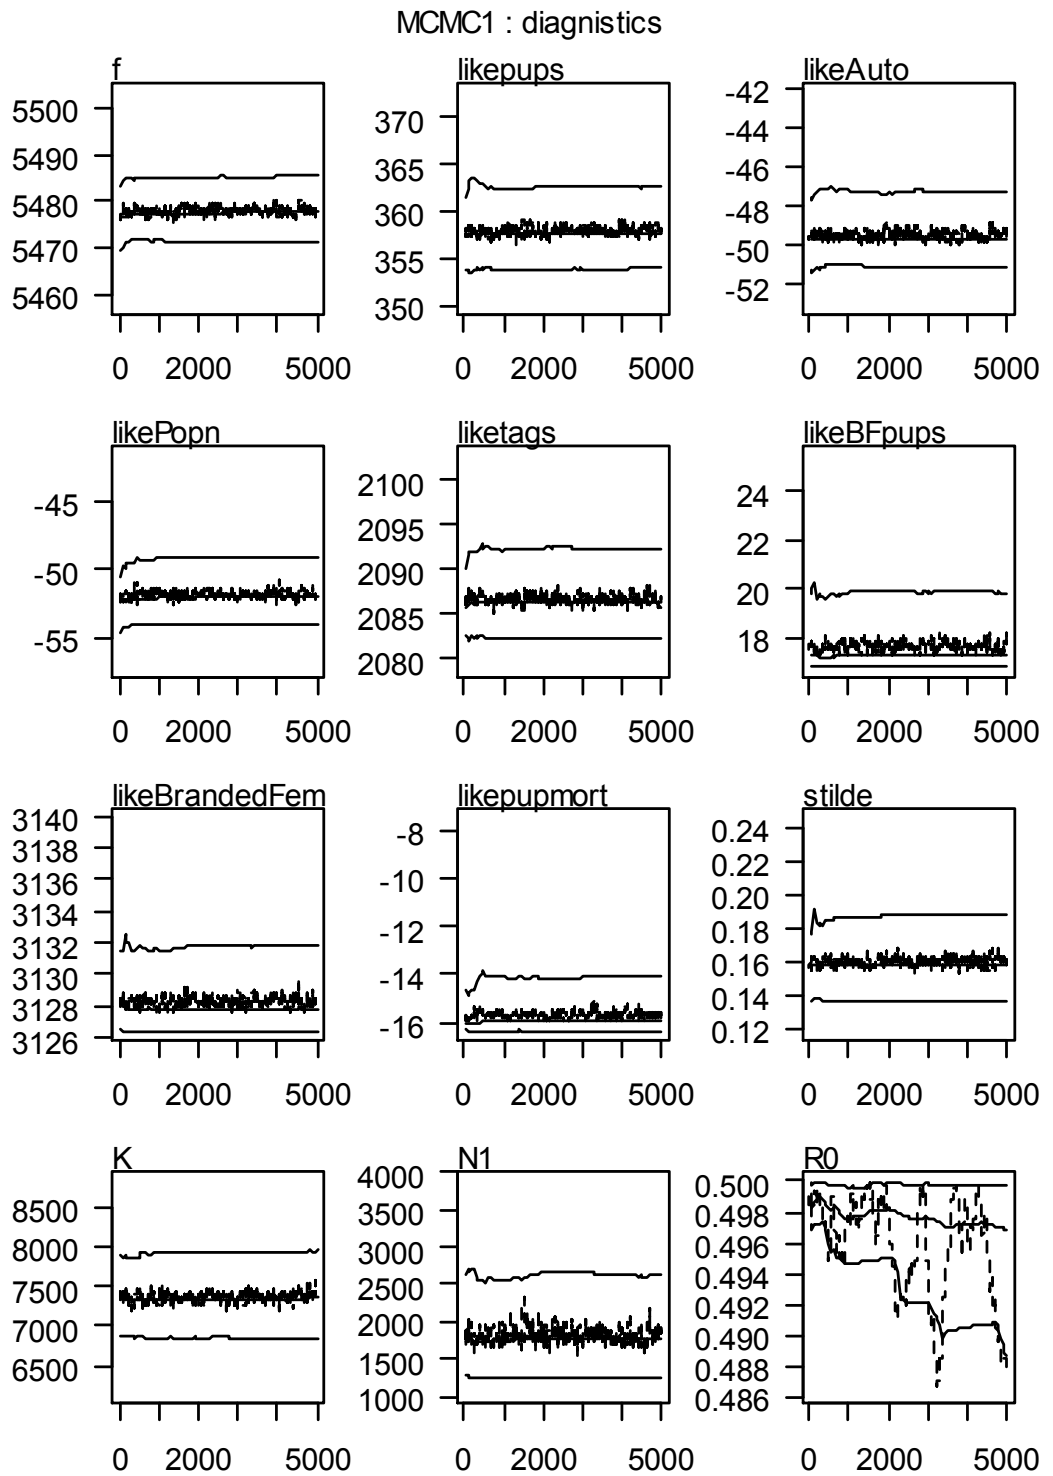 MCMC1 : diagnistics
f likepups likeAuto
5500 370 -42
5490 365 -44
5480 360 -46
5470 355 -48
5460 350 -50
-52
0 2000 5000 0 2000 5000 0 2000 5000
likePopn liketags likeBFpups
-45 2100 24
-50 2095 22
-55 2090 20
2085 18
2080
0 2000 5000 0 2000 5000 0 2000 5000
likeBrandedFem likepupmort stilde
3140 -8 0.24
3138 -10 0.22
3136 -12 0.20
3134 -14 0.18
3132 -16 0.16
3130 0.14
3128 0.12
3126
0 2000 5000 0 2000 5000 0 2000 5000
K N1 R0
8500 4000 0.500
8000 3500 0.498
7500 3000 0.496
7000 2500 0.494
6500 2000 0.492
1500 0.490
1000 0.488
0.486
0 2000 5000 0 2000 5000 0 2000 5000